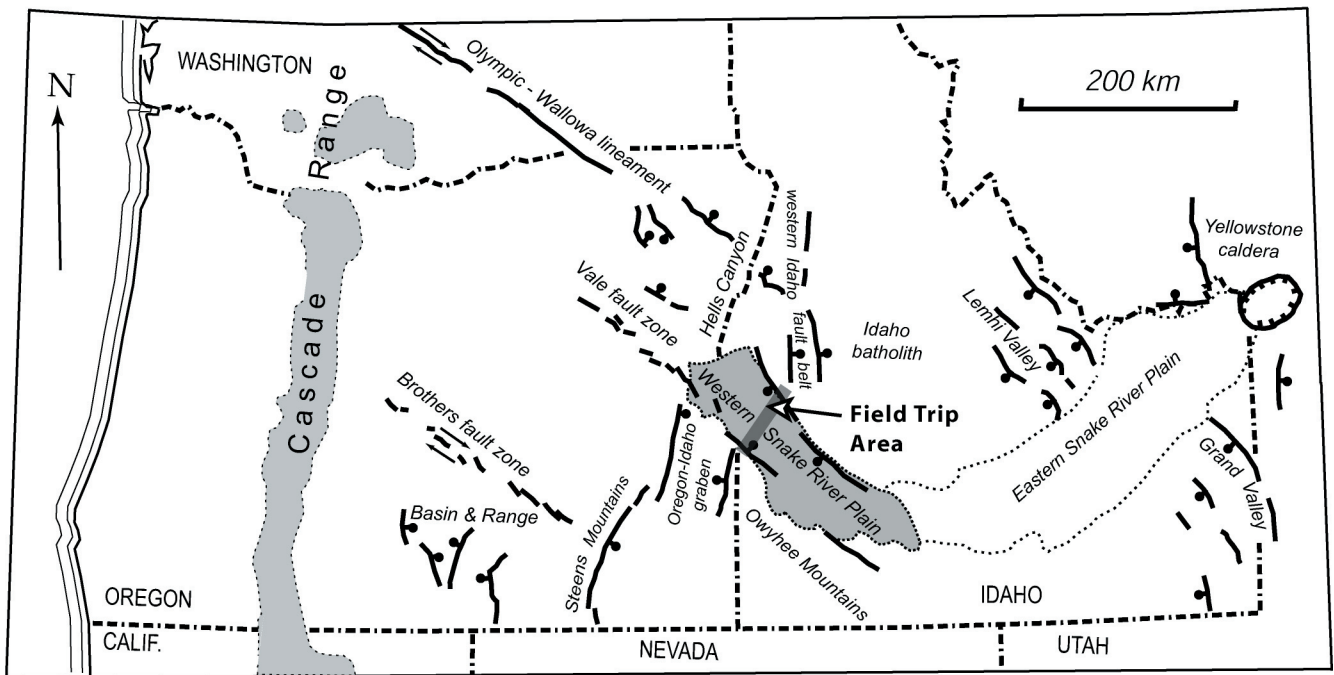 WASHINGTON
N
Cascade Range
Olympic - Wallowa lineament
200 km
western Idaho fault belt
Yellowstone
caldera
Hells Canyon
Vale fault zone
Lemhi Valley
Idaho
batholith
Western Snake River Plain
Field Trip
Area
Eastern Snake River Plain
Brothers fault zone
Oregon-Idaho
graben
Grand Valley
Basin & Range
Steens Mountains
Owyhee Mountains
OREGON
IDAHO
CALIF.
NEVADA
UTAH